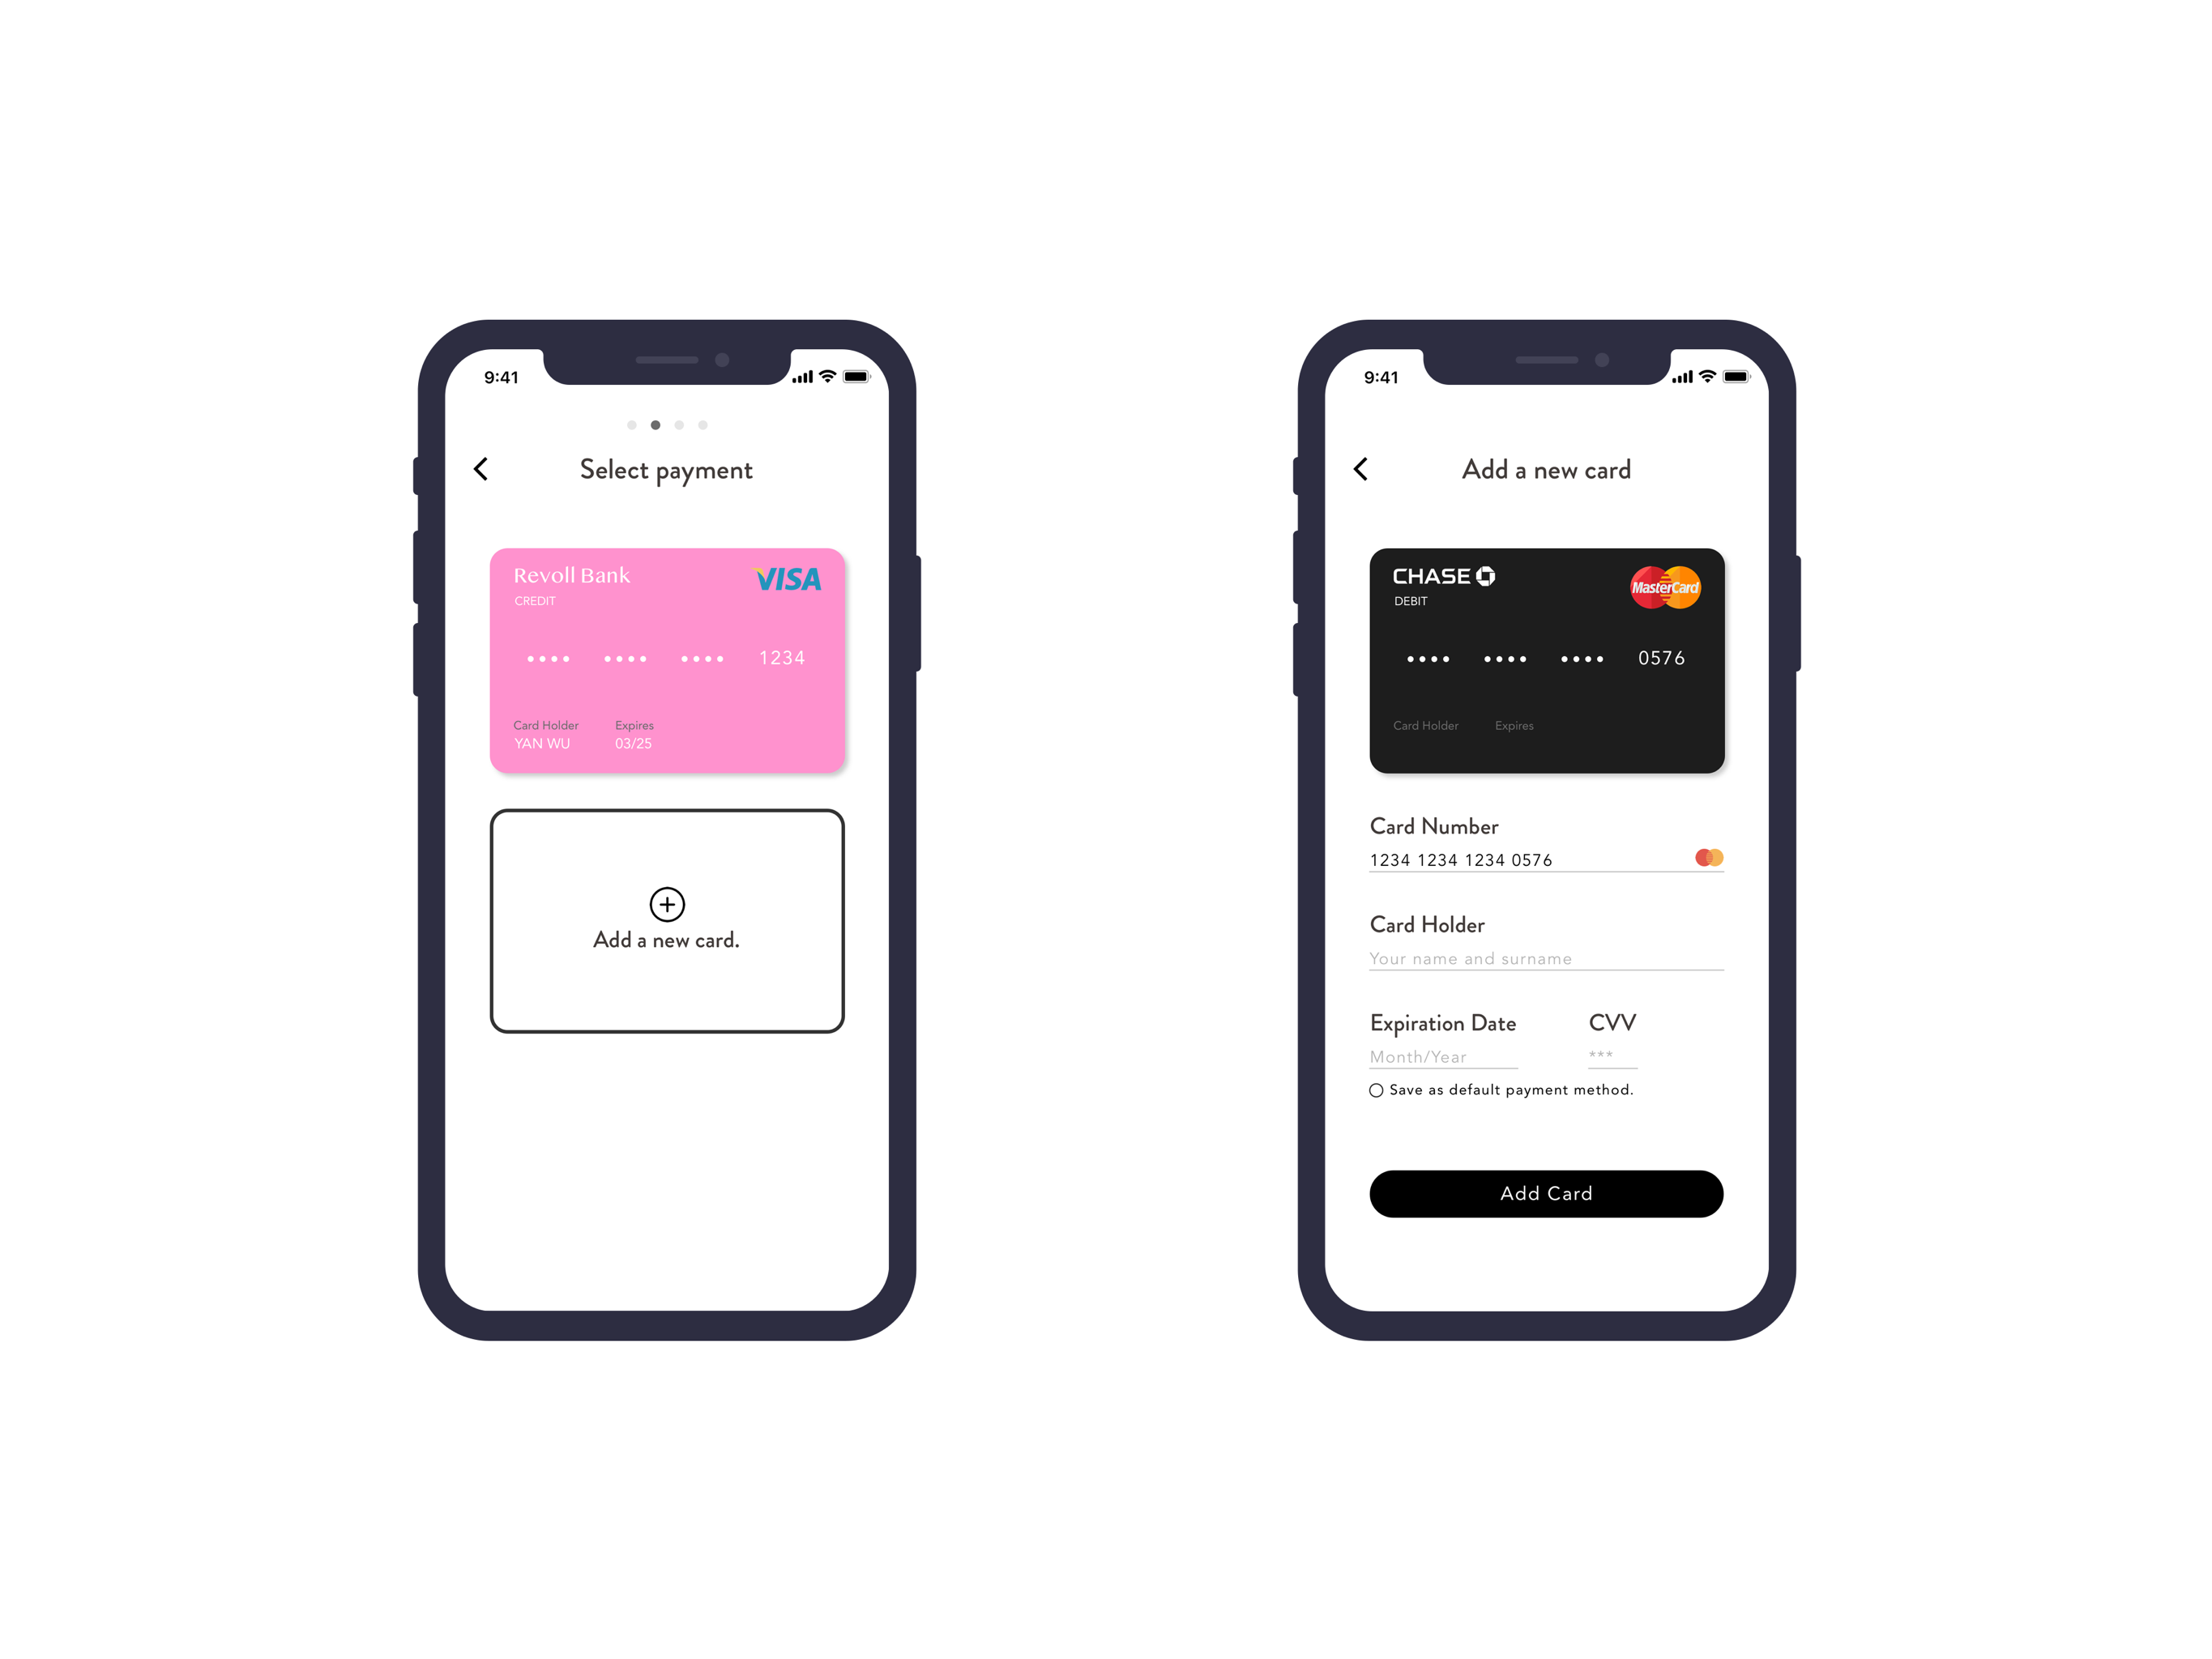 9:41
Select payment
Revoll Bank VISA
CREDIT
•••• •••• •••• 1234
Card Holder Expires
YAN WU 03/25
Add a new card.
9:41
Add a new card
CHASE MasterCard
DEBIT
•••• •••• •••• 0576
Card Holder Expires
Card Number
1234 1234 1234 0576
Card Holder
Your name and surname
Expiration Date CVV
Month/Year ***
Save as default payment method.
Add Card